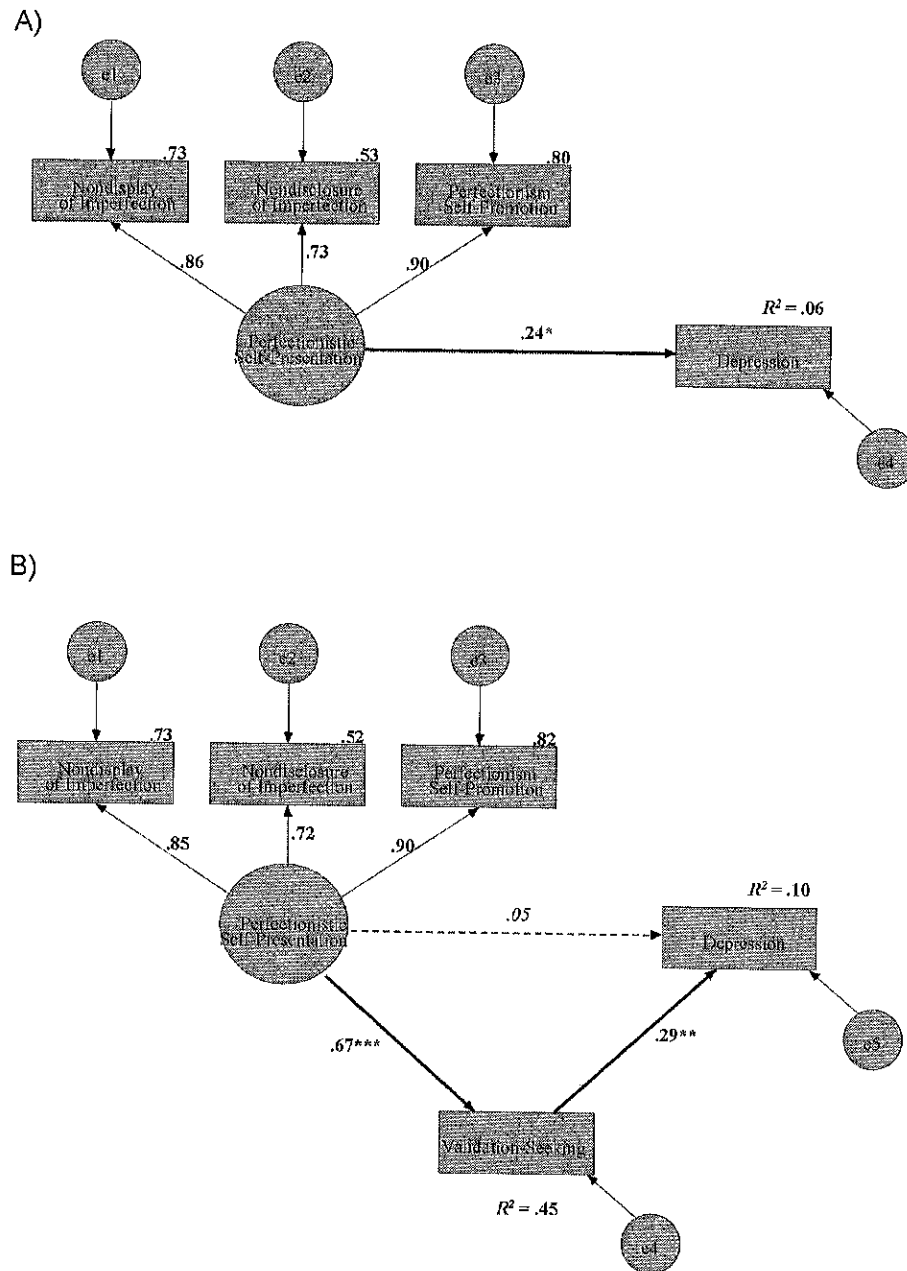 A)
e1
e2
e3
.73
.53
.80
Nondisplay
of Imperfection
Nondisclosure
of Imperfection
Perfectionism
Self-Promotion
.86
.73
.90
R² = .06
Perfectionistic
Self-Presentation
.24*
Depression
e4
B)
e1
e2
e3
.73
.52
.82
Nondisplay
of Imperfection
Nondisclosure
of Imperfection
Perfectionism
Self-Promotion
.85
.72
.90
R² = .10
Perfectionistic
Self-Presentation
.05
Depression
.67***
.29**
e5
Validation-Seeking
R² = .45
e4